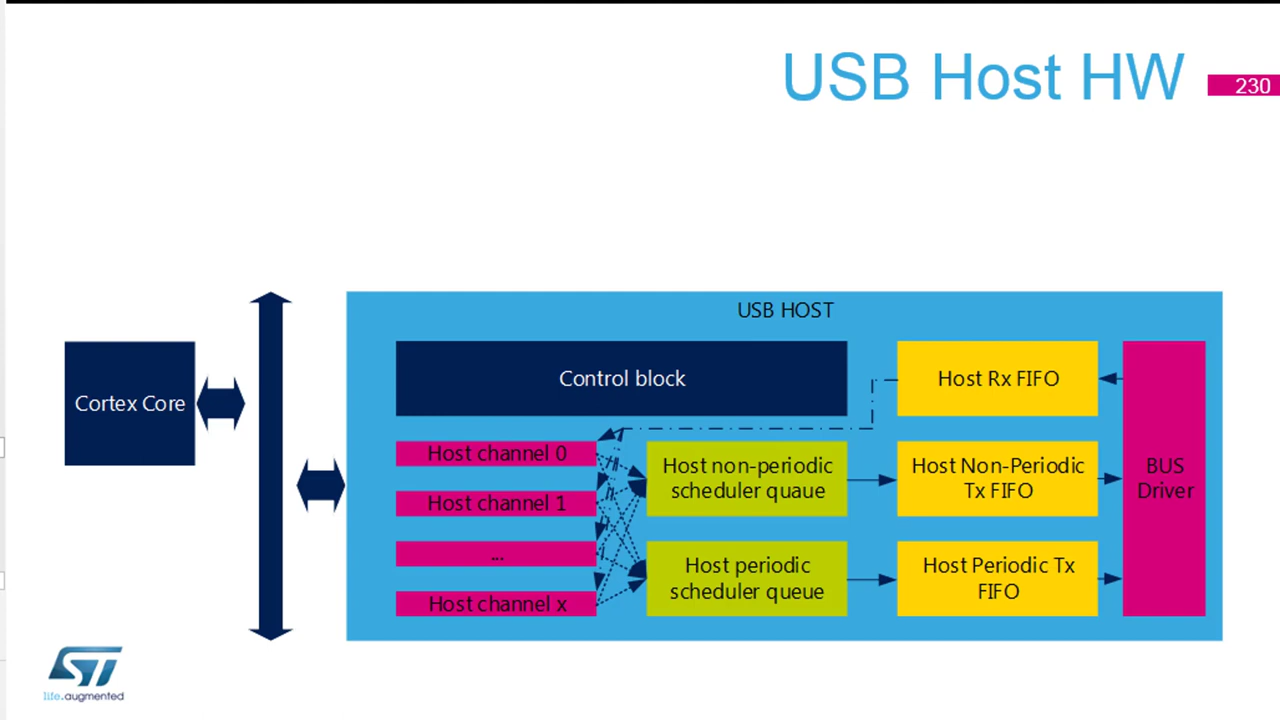 USB Host HW
230
USB HOST
Cortex Core
Control block
Host Rx FIFO
Host channel 0
Host channel 1
...
Host channel x
Host non-periodic
scheduler quaue
Host periodic
scheduler queue
Host Non-Periodic
Tx FIFO
Host Periodic Tx
FIFO
BUS
Driver
ST
life.augmented